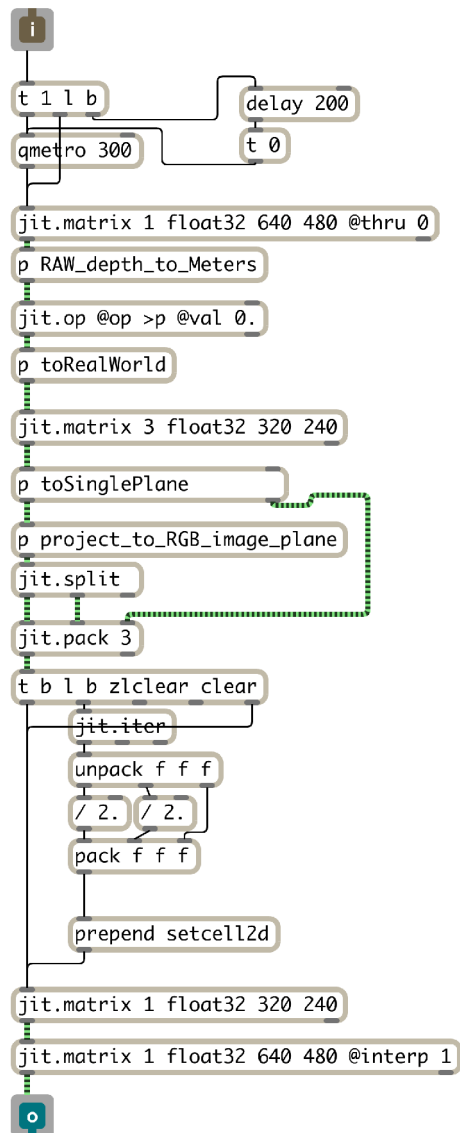 i
t 1 l b
delay 200
t 0
qmetro 300
jit.matrix 1 float32 640 480 @thru 0
p RAW_depth_to_Meters
jit.op @op >p @val 0.
p toRealWorld
jit.matrix 3 float32 320 240
p toSinglePlane
p project_to_RGB_image_plane
jit.split
jit.pack 3
t b l b zlclear clear
jit.iter
unpack f f f
/ 2. / 2.
pack f f f
prepend setcell2d
jit.matrix 1 float32 320 240
jit.matrix 1 float32 640 480 @interp 1
o